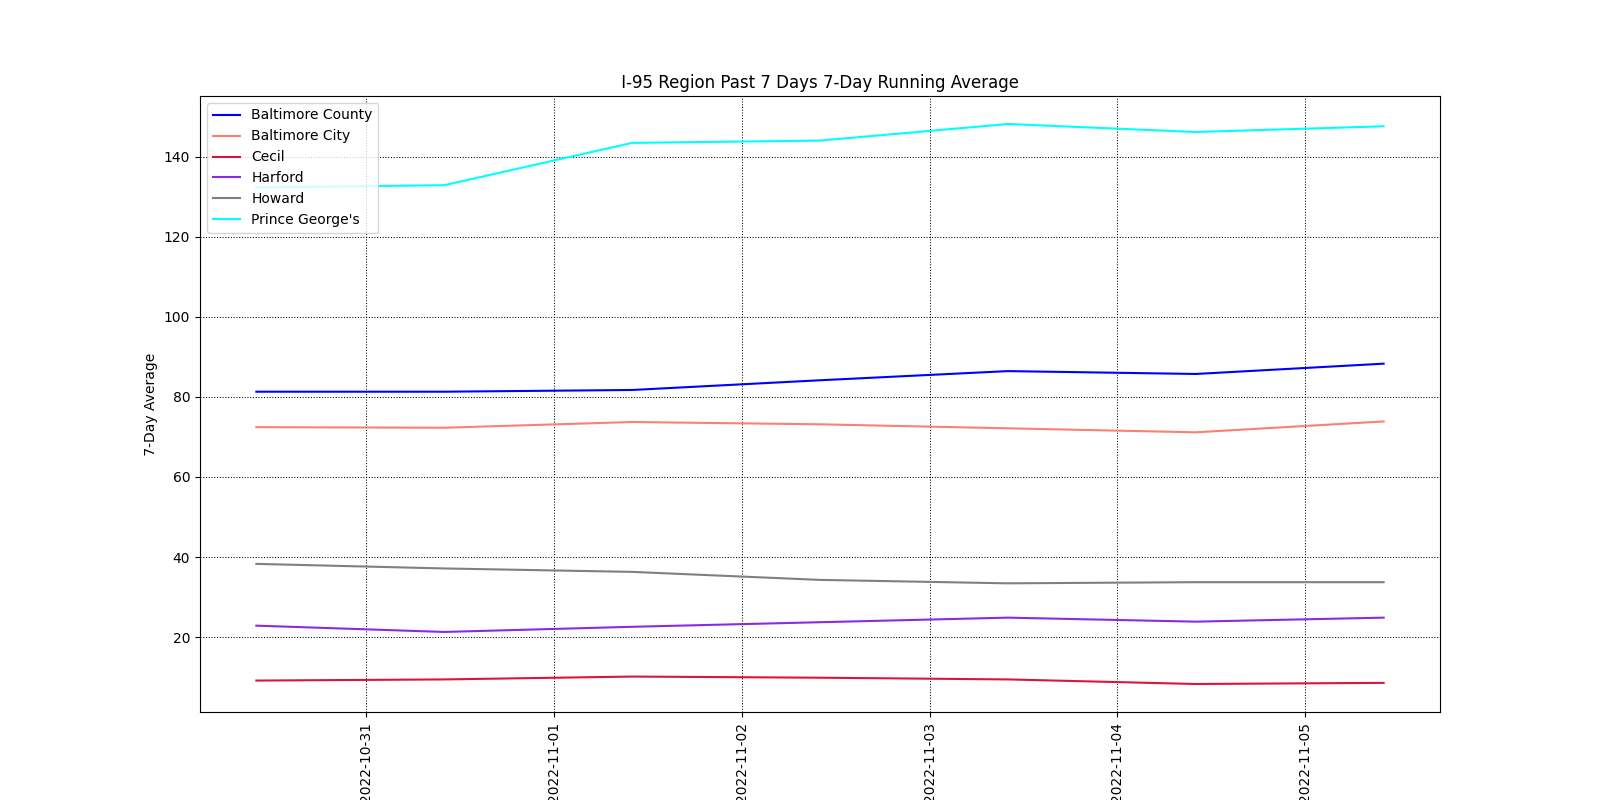 I-95 Region Past 7 Days 7-Day Running Average
Baltimore County
Baltimore City
Cecil
Harford
Howard
Prince George's
7-Day Average
140
120
100
80
60
40
20
2022-10-31
2022-11-01
2022-11-02
2022-11-03
2022-11-04
2022-11-05